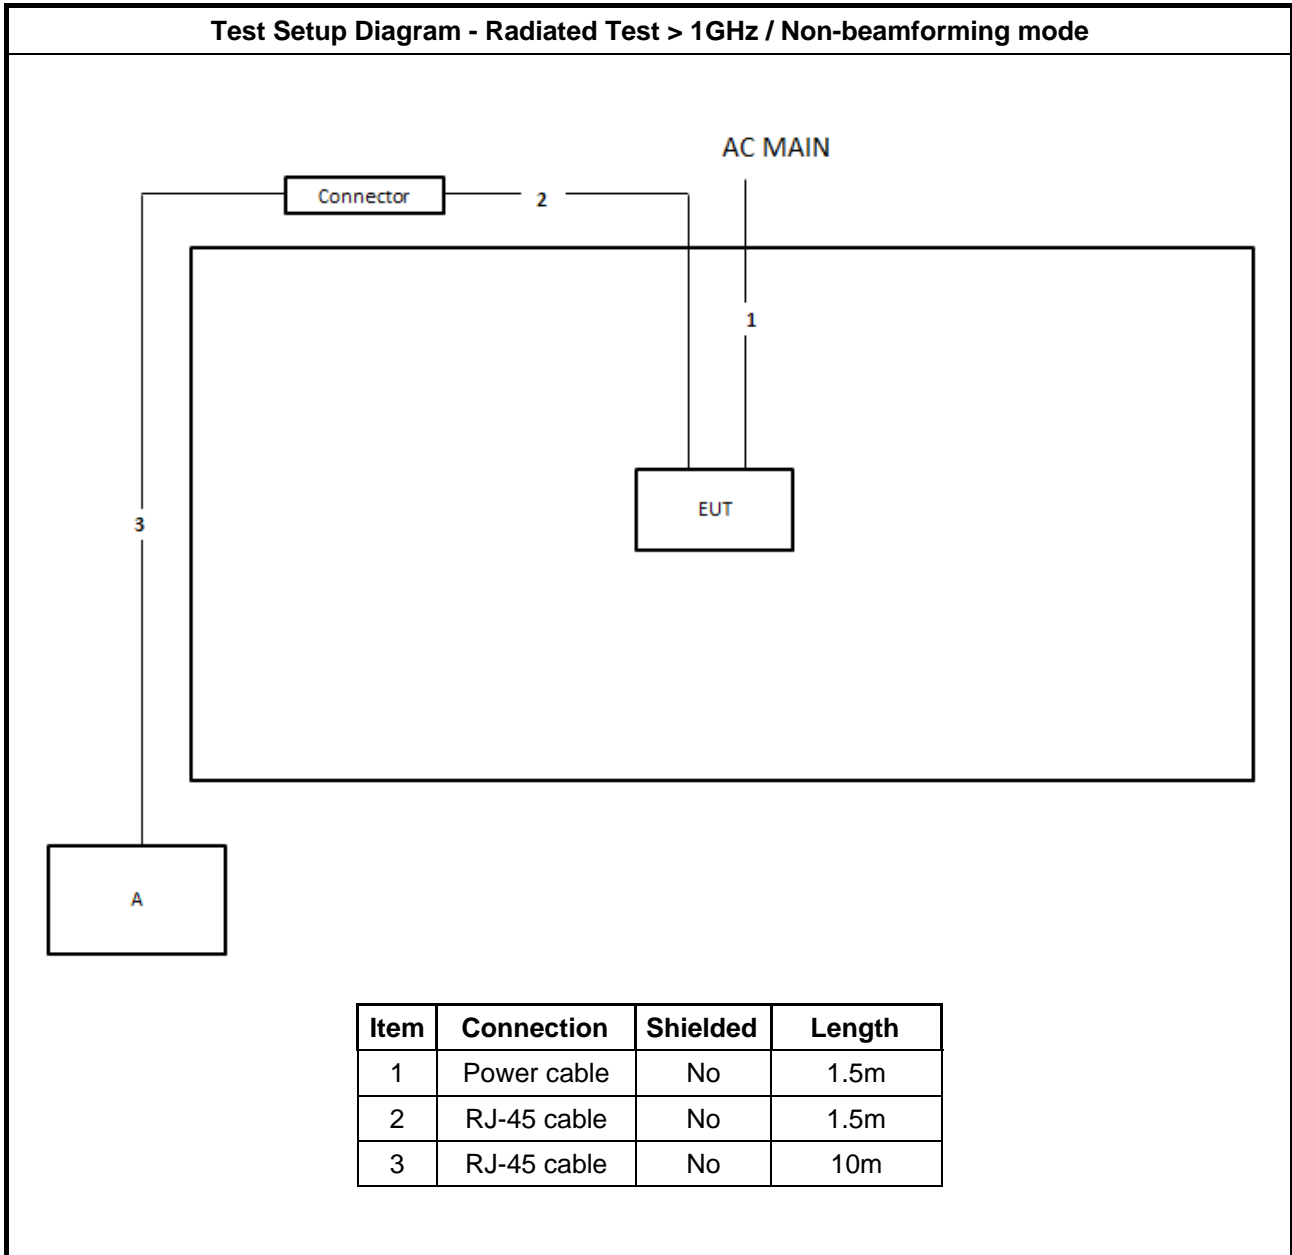 Test Setup Diagram - Radiated Test > 1GHz / Non-beamforming mode
AC MAIN
Connector
2
1
3
EUT
A
Item Connection Shielded Length
1 Power cable No 1.5m
2 RJ-45 cable No 1.5m
3 RJ-45 cable No 10m